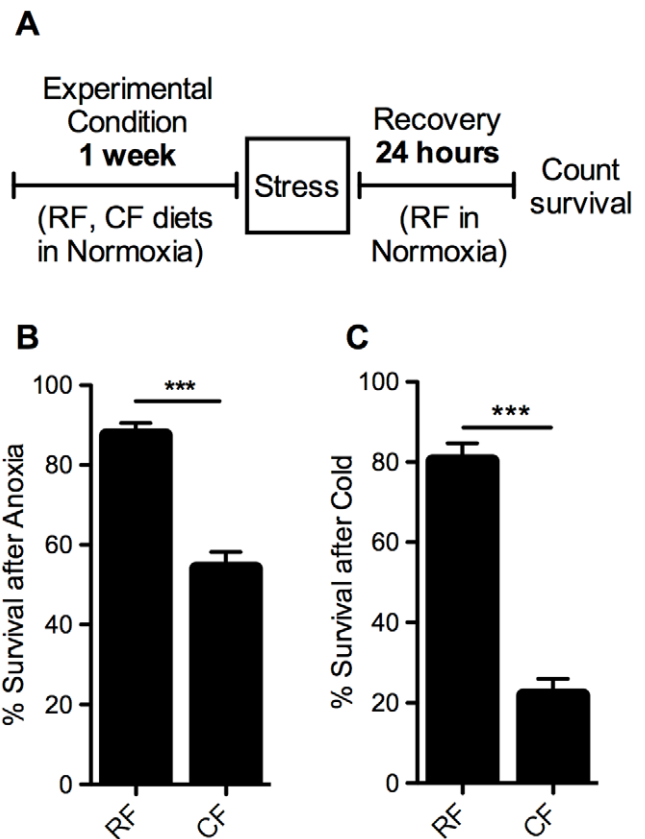 A
Experimental
Condition
1 week
(RF, CF diets
in Normoxia)
Stress
Recovery
24 hours
(RF in
Normoxia)
Count
survival
B
% Survival after Anoxia
100
80
60
40
20
0
***
RF
CF
C
% Survival after Cold
100
80
60
40
20
0
***
RF
CF